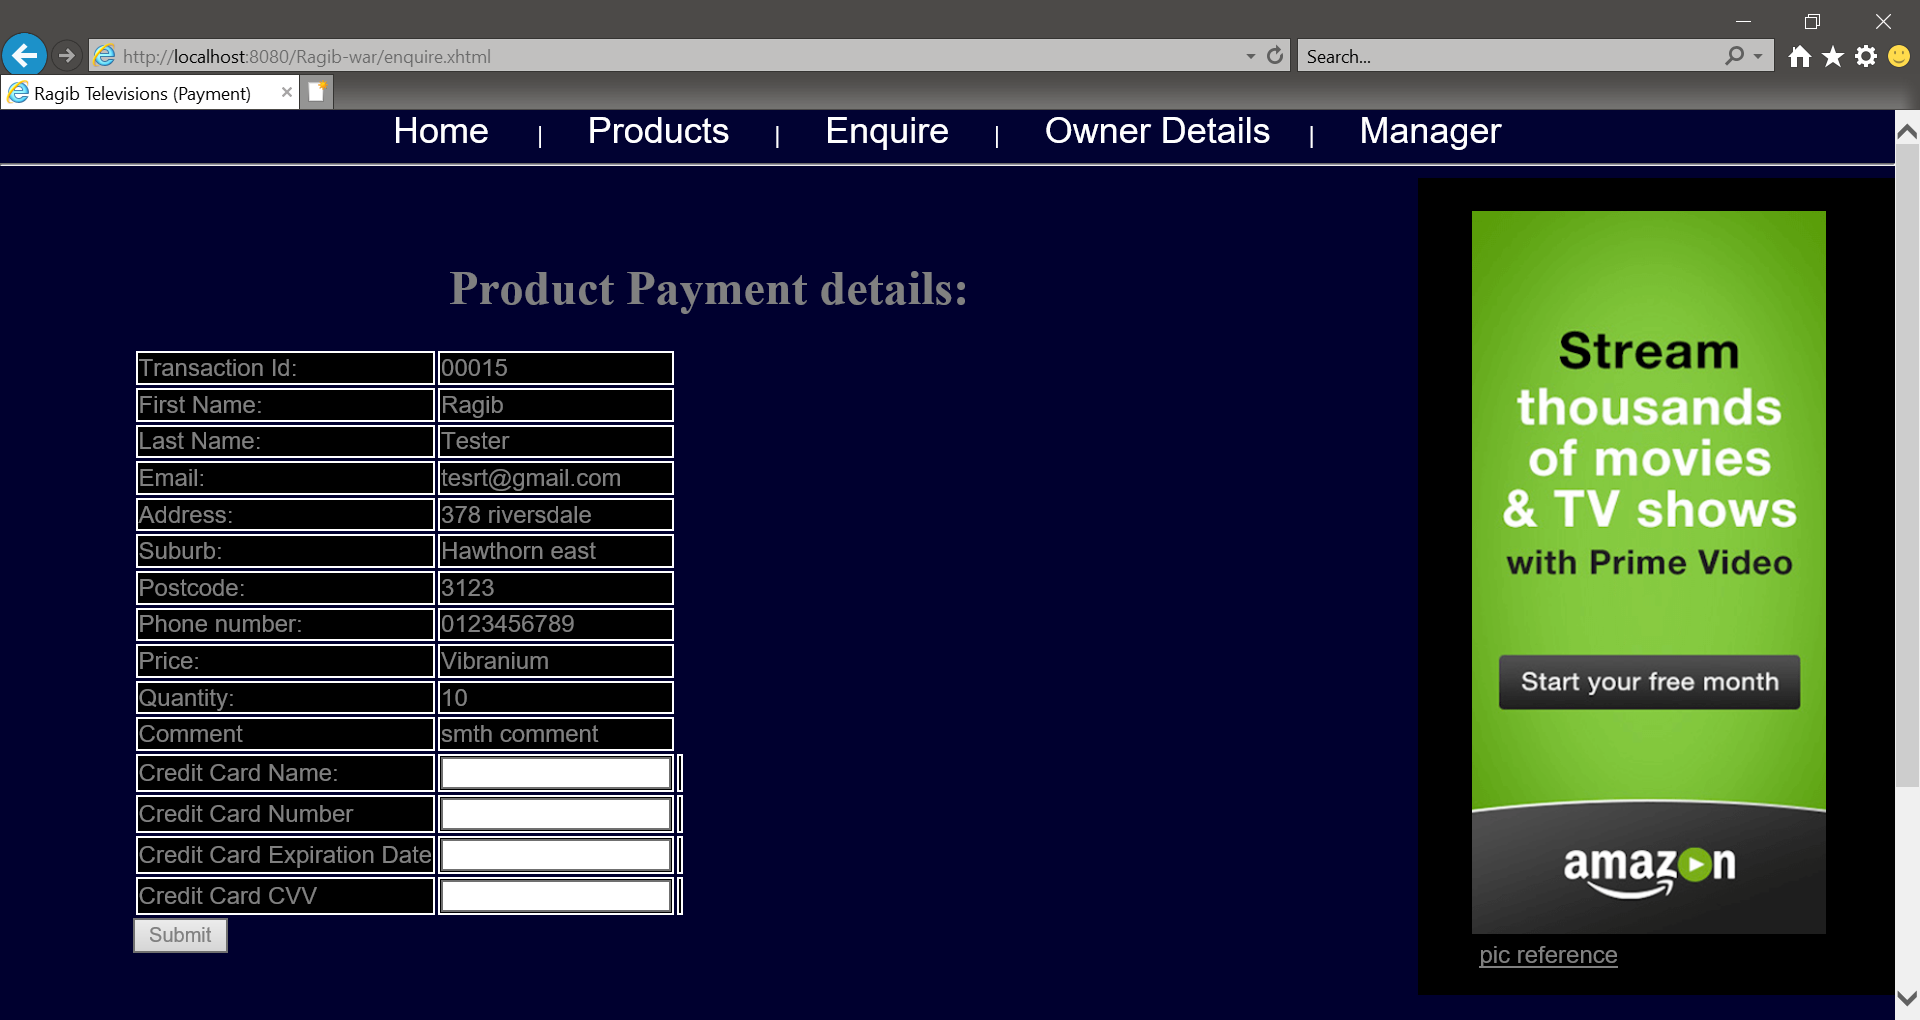 http://localhost:8080/Ragib-war/enquire.xhtml
Search...
Ragib Televisions (Payment)
Home | Products | Enquire | Owner Details | Manager
Product Payment details:
Transaction Id: 00015
First Name: Ragib
Last Name: Tester
Email: tesrt@gmail.com
Address: 378 riversdale
Suburb: Hawthorn east
Postcode: 3123
Phone number: 0123456789
Price: Vibranium
Quantity: 10
Comment smth comment
Credit Card Name:
Credit Card Number
Credit Card Expiration Date
Credit Card CVV
Submit
Stream
thousands
of movies
& TV shows
with Prime Video
Start your free month
amazon
pic reference